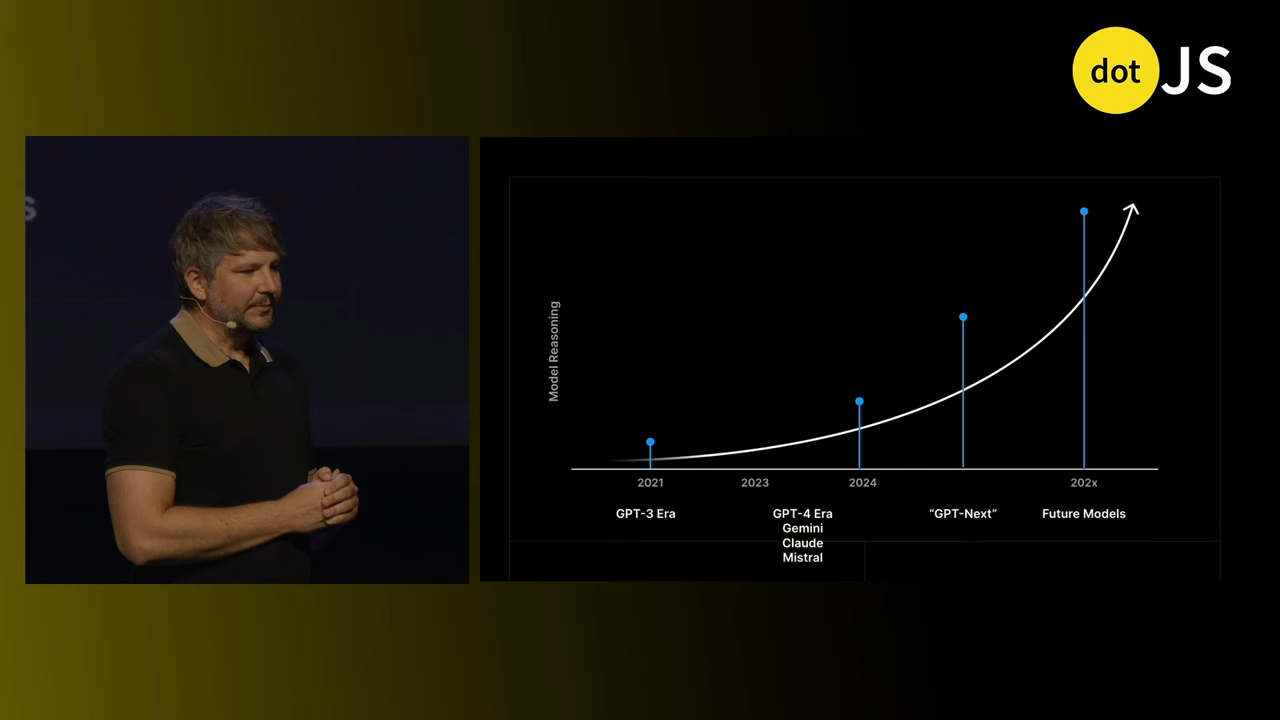 dot JS
s
Model Reasoning
2021 2023 2024 202x
GPT-3 Era GPT-4 Era “GPT-Next” Future Models
Gemini
Claude
Mistral